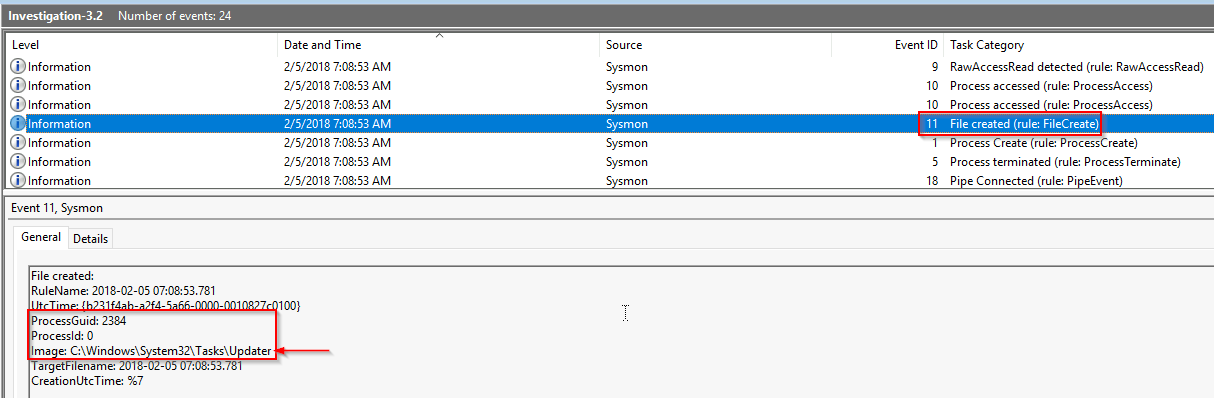 Investigation-3.2 Number of events: 24
Level Date and Time Source Event ID Task Category
Information 2/5/2018 7:08:53 AM Sysmon 9 RawAccessRead detected (rule: RawAccessRead)
Information 2/5/2018 7:08:53 AM Sysmon 10 Process accessed (rule: ProcessAccess)
Information 2/5/2018 7:08:53 AM Sysmon 10 Process accessed (rule: ProcessAccess)
Information 2/5/2018 7:08:53 AM Sysmon 11 File created (rule: FileCreate)
Information 2/5/2018 7:08:53 AM Sysmon 1 Process Create (rule: ProcessCreate)
Information 2/5/2018 7:08:53 AM Sysmon 5 Process terminated (rule: ProcessTerminate)
Information 2/5/2018 7:08:53 AM Sysmon 18 Pipe Connected (rule: PipeEvent)
Event 11, Sysmon
General Details
File created:
RuleName: 2018-02-05 07:08:53.781
UtcTime: {b231f4ab-a2f4-5a66-0000-0010827c0100}
ProcessGuid: 2384
ProcessId: 0
Image: C:\Windows\System32\Tasks\Updater
TargetFilename: 2018-02-05 07:08:53.781
CreationUtcTime: %7